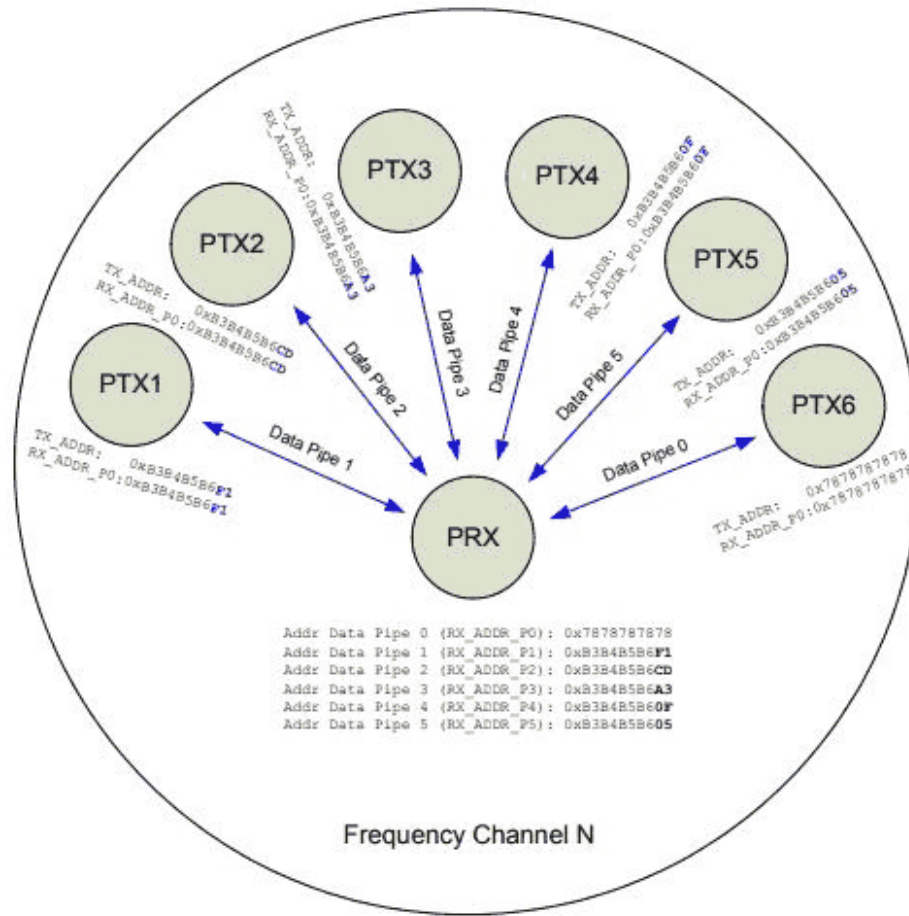 PTX3
PTX4
TX_ADDR: 0xB3B4B5B6A3
RX_ADDR_P0:0xB3B4B5B6A3
TX_ADDR: 0xB3B4B5B60F
RX_ADDR_P0:0xB3B4B5B60F
PTX2
PTX5
TX_ADDR: 0xB3B4B5B6CD
RX_ADDR_P0:0xB3B4B5B6CD
TX_ADDR: 0xB3B4B5B605
RX_ADDR_P0:0xB3B4B5B605
PTX1
PTX6
TX_ADDR: 0xB3B4B5B6F1
RX_ADDR_P0:0xB3B4B5B6F1
TX_ADDR: 0x7878787878
RX_ADDR_P0:0x7878787878
Data Pipe 1
Data Pipe 2
Data Pipe 3
Data Pipe 4
Data Pipe 5
Data Pipe 0
PRX
Addr Data Pipe 0 (RX_ADDR_P0): 0x7878787878
Addr Data Pipe 1 (RX_ADDR_P1): 0xB3B4B5B6F1
Addr Data Pipe 2 (RX_ADDR_P2): 0xB3B4B5B6CD
Addr Data Pipe 3 (RX_ADDR_P3): 0xB3B4B5B6A3
Addr Data Pipe 4 (RX_ADDR_P4): 0xB3B4B5B60F
Addr Data Pipe 5 (RX_ADDR_P5): 0xB3B4B5B605
Frequency Channel N